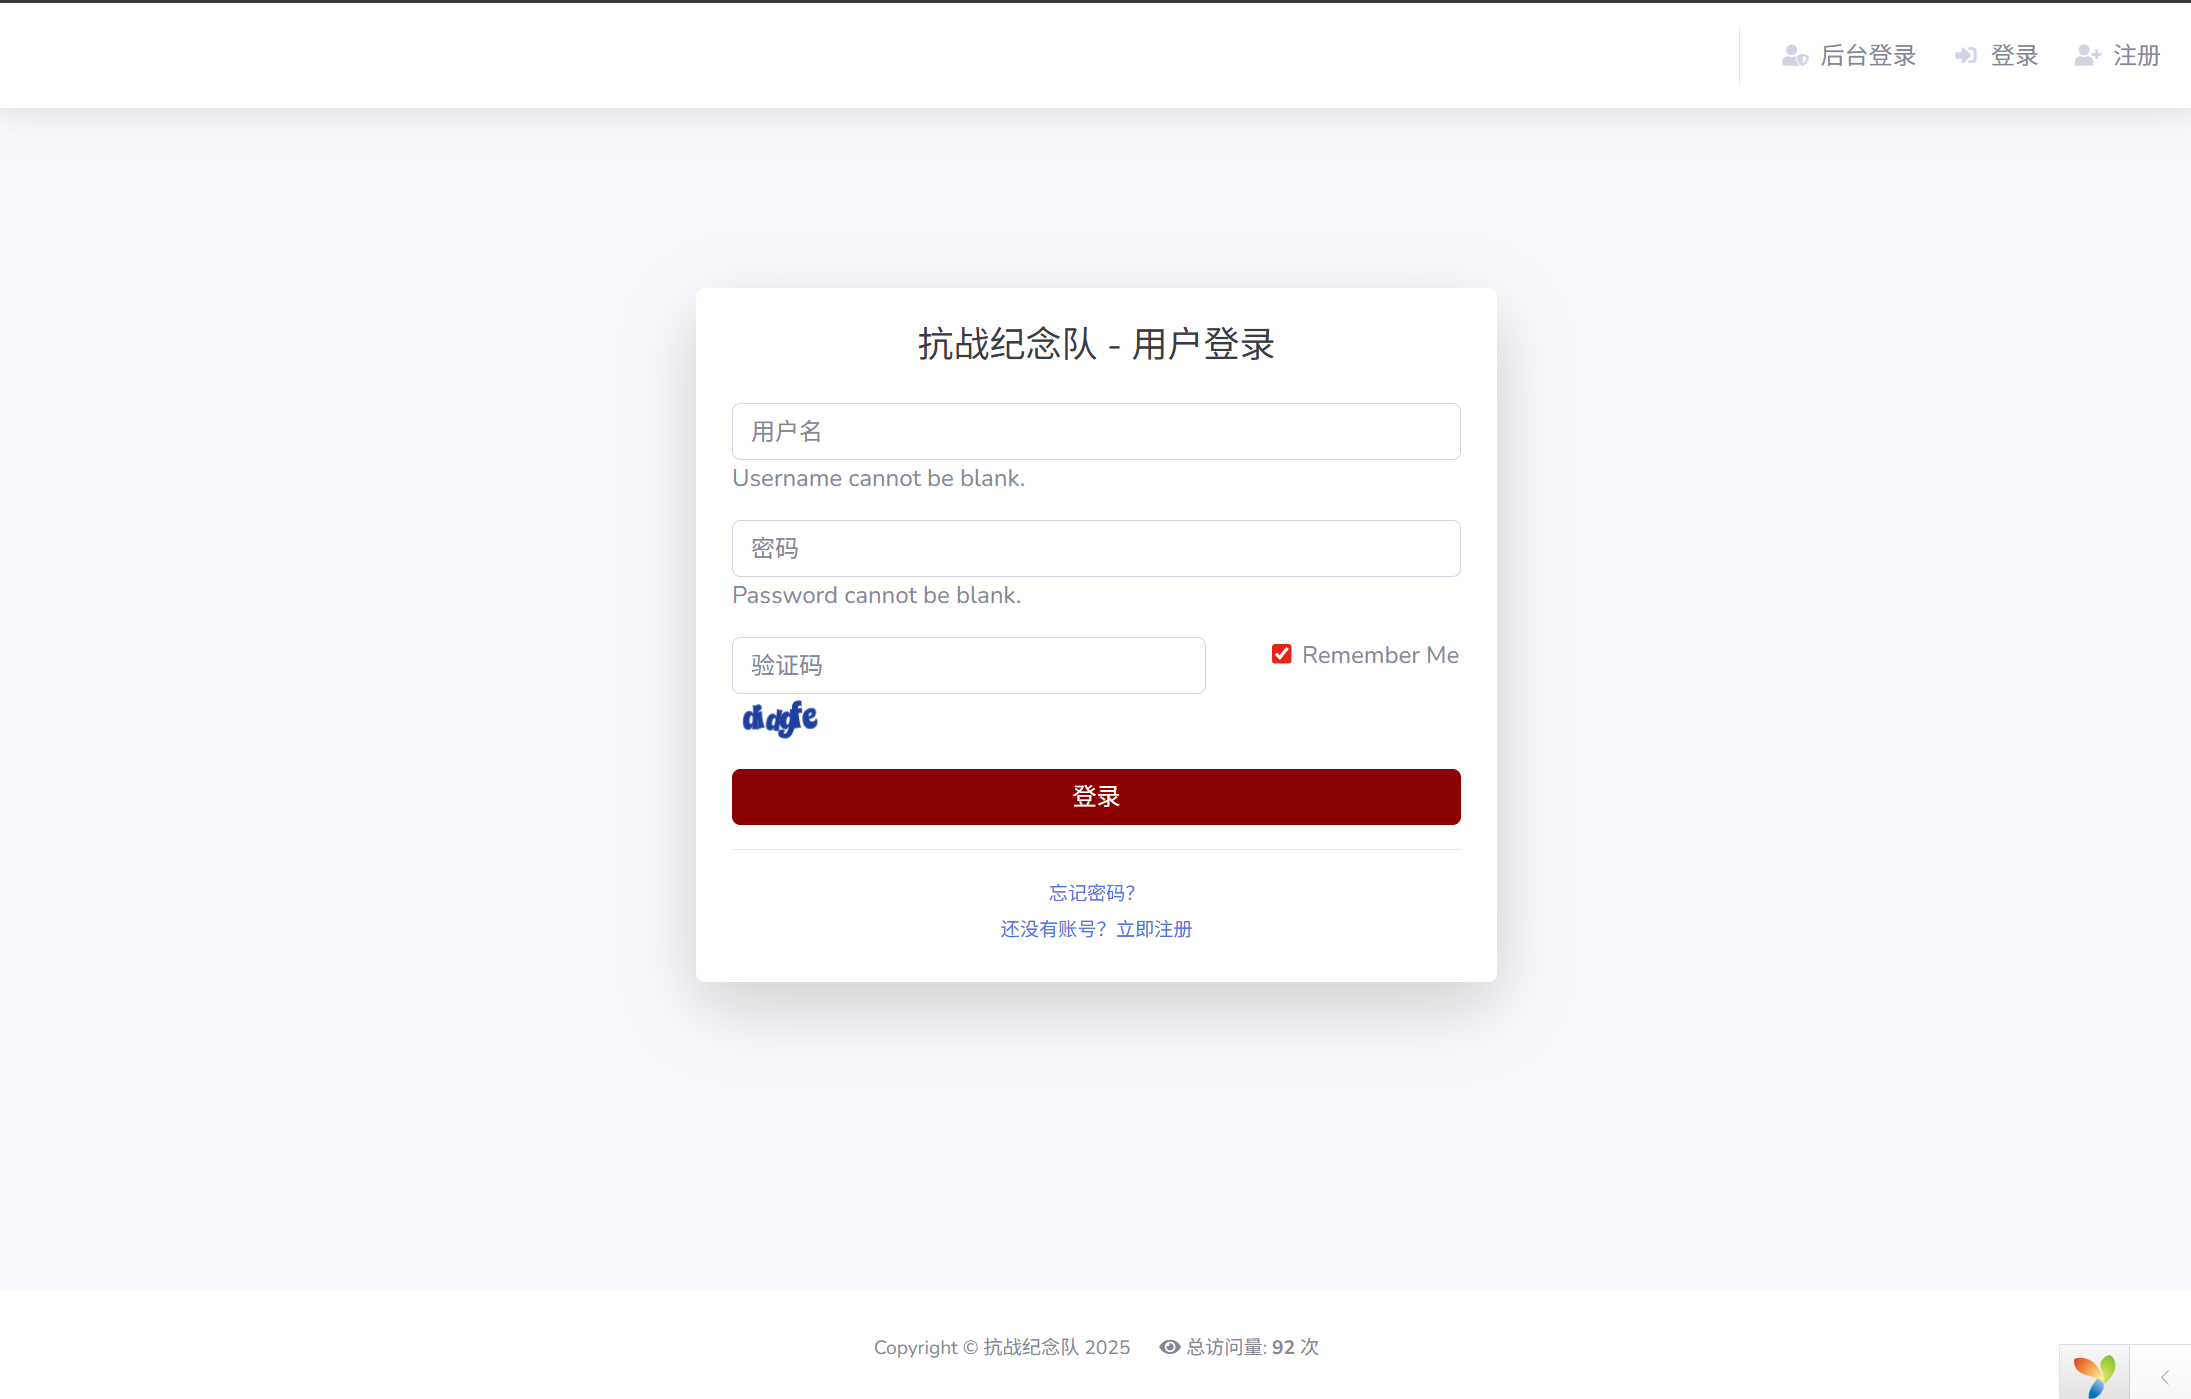 后台登录 登录 注册
抗战纪念队 - 用户登录
用户名
Username cannot be blank.
密码
Password cannot be blank.
验证码
Remember Me
登录
忘记密码？
还没有账号？立即注册
Copyright © 抗战纪念队 2025 总访问量: 92 次